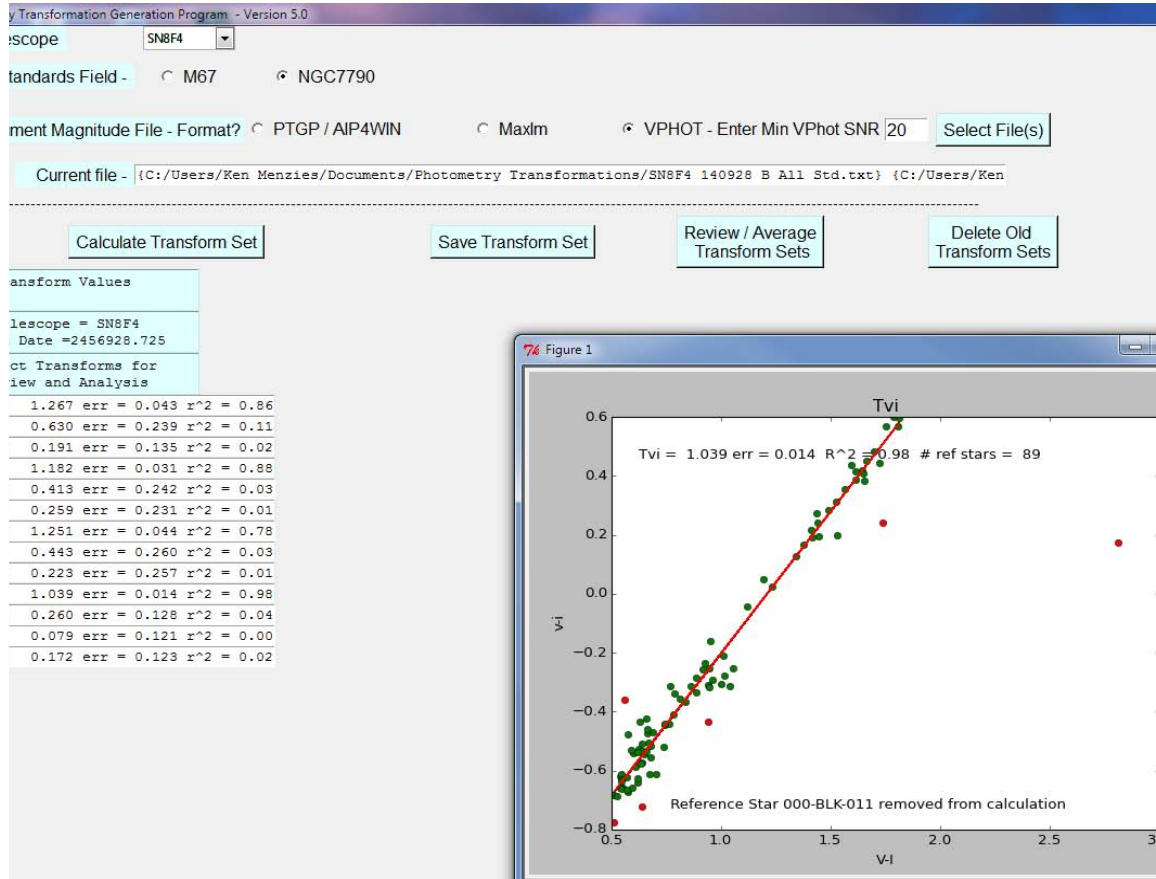 y Transformation Generation Program - Version 5.0
escope SN8F4
tandards Field - M67 NGC7790
ment Magnitude File - Format? PTGP / AIP4WIN MaxIm VPHOT - Enter Min VPhot SNR 20 Select File(s)
Current file - {C:/Users/Ken Menzies/Documents/Photometry Transformations/SN8F4 140928 B All Std.txt} {C:/Users/Ken
Calculate Transform Set Save Transform Set Review / Average Transform Sets Delete Old Transform Sets
ansform Values
lescope = SN8F4
Date =2456928.725
ct Transforms for
iew and Analysis
1.267 err = 0.043 r^2 = 0.86
0.630 err = 0.239 r^2 = 0.11
0.191 err = 0.135 r^2 = 0.02
1.182 err = 0.031 r^2 = 0.88
0.413 err = 0.242 r^2 = 0.03
0.259 err = 0.231 r^2 = 0.01
1.251 err = 0.044 r^2 = 0.78
0.443 err = 0.260 r^2 = 0.03
0.223 err = 0.257 r^2 = 0.01
1.039 err = 0.014 r^2 = 0.98
0.260 err = 0.128 r^2 = 0.04
0.079 err = 0.121 r^2 = 0.00
0.172 err = 0.123 r^2 = 0.02
Figure 1
Tvi
Tvi = 1.039 err = 0.014 R^2 = 0.98 # ref stars = 89
0.6
0.4
0.2
0.0
−0.2
−0.4
−0.6
−0.8
v-i
Reference Star 000-BLK-011 removed from calculation
0.5 1.0 1.5 2.0 2.5 3
V-I